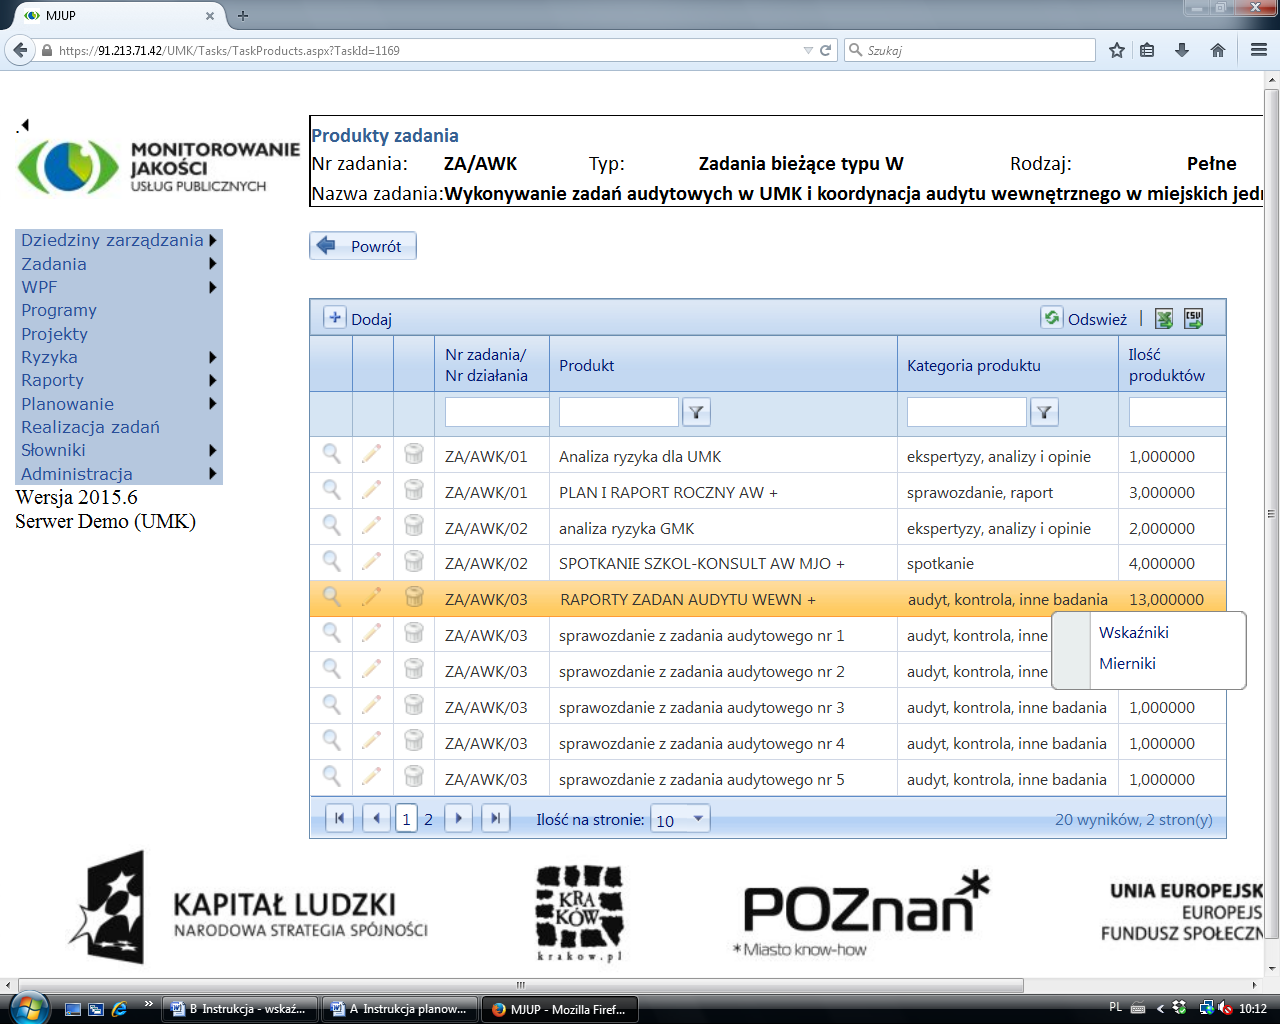 MJUP
https://91.213.71.42/UMK/Tasks/TaskProducts.aspx?TaskId=1169
Szukaj
MONITOROWANIE
JAKOŚCI
USŁUG PUBLICZNYCH
Produkty zadania
Nr zadania: ZA/AWK Typ: Zadania bieżące typu W Rodzaj: Pełne
Nazwa zadania: Wykonywanie zadań audytowych w UMK i koordynacja audytu wewnętrznego w miejskich jedn
Powrót
Dziedziny zarządzania
Zadania
WPF
Programy
Projekty
Ryzyka
Raporty
Planowanie
Realizacja zadań
Słowniki
Administracja
Wersja 2015.6
Serwer Demo (UMK)
Dodaj Odswież | CSV
Nr zadania/ Nr działania Produkt Kategoria produktu Ilość produktów
ZA/AWK/01 Analiza ryzyka dla UMK ekspertyzy, analizy i opinie 1,000000
ZA/AWK/01 PLAN I RAPORT ROCZNY AW + sprawozdanie, raport 3,000000
ZA/AWK/02 analiza ryzyka GMK ekspertyzy, analizy i opinie 2,000000
ZA/AWK/02 SPOTKANIE SZKOL-KONSULT AW MJO + spotkanie 4,000000
ZA/AWK/03 RAPORTY ZADAN AUDYTU WEWN + audyt, kontrola, inne badania 13,000000
ZA/AWK/03 sprawozdanie z zadania audytowego nr 1 audyt, kontrola, inne
ZA/AWK/03 sprawozdanie z zadania audytowego nr 2 audyt, kontrola, inne
ZA/AWK/03 sprawozdanie z zadania audytowego nr 3 audyt, kontrola, inne badania 1,000000
ZA/AWK/03 sprawozdanie z zadania audytowego nr 4 audyt, kontrola, inne badania 1,000000
ZA/AWK/03 sprawozdanie z zadania audytowego nr 5 audyt, kontrola, inne badania 1,000000
Wskaźniki
Mierniki
1 2 Ilość na stronie: 10 20 wyników, 2 stron(y)
KAPITAŁ LUDZKI
NARODOWA STRATEGIA SPÓJNOŚCI
KRAKÓW
krakow.pl
POZnań*
*Miasto know-how
UNIA EUROPEJSK
EUROPEJS
FUNDUSZ SPOŁECZN
B Instrukcja - wskaź...
A Instrukcja planow...
MJUP - Mozilla Firef...
PL
10:12